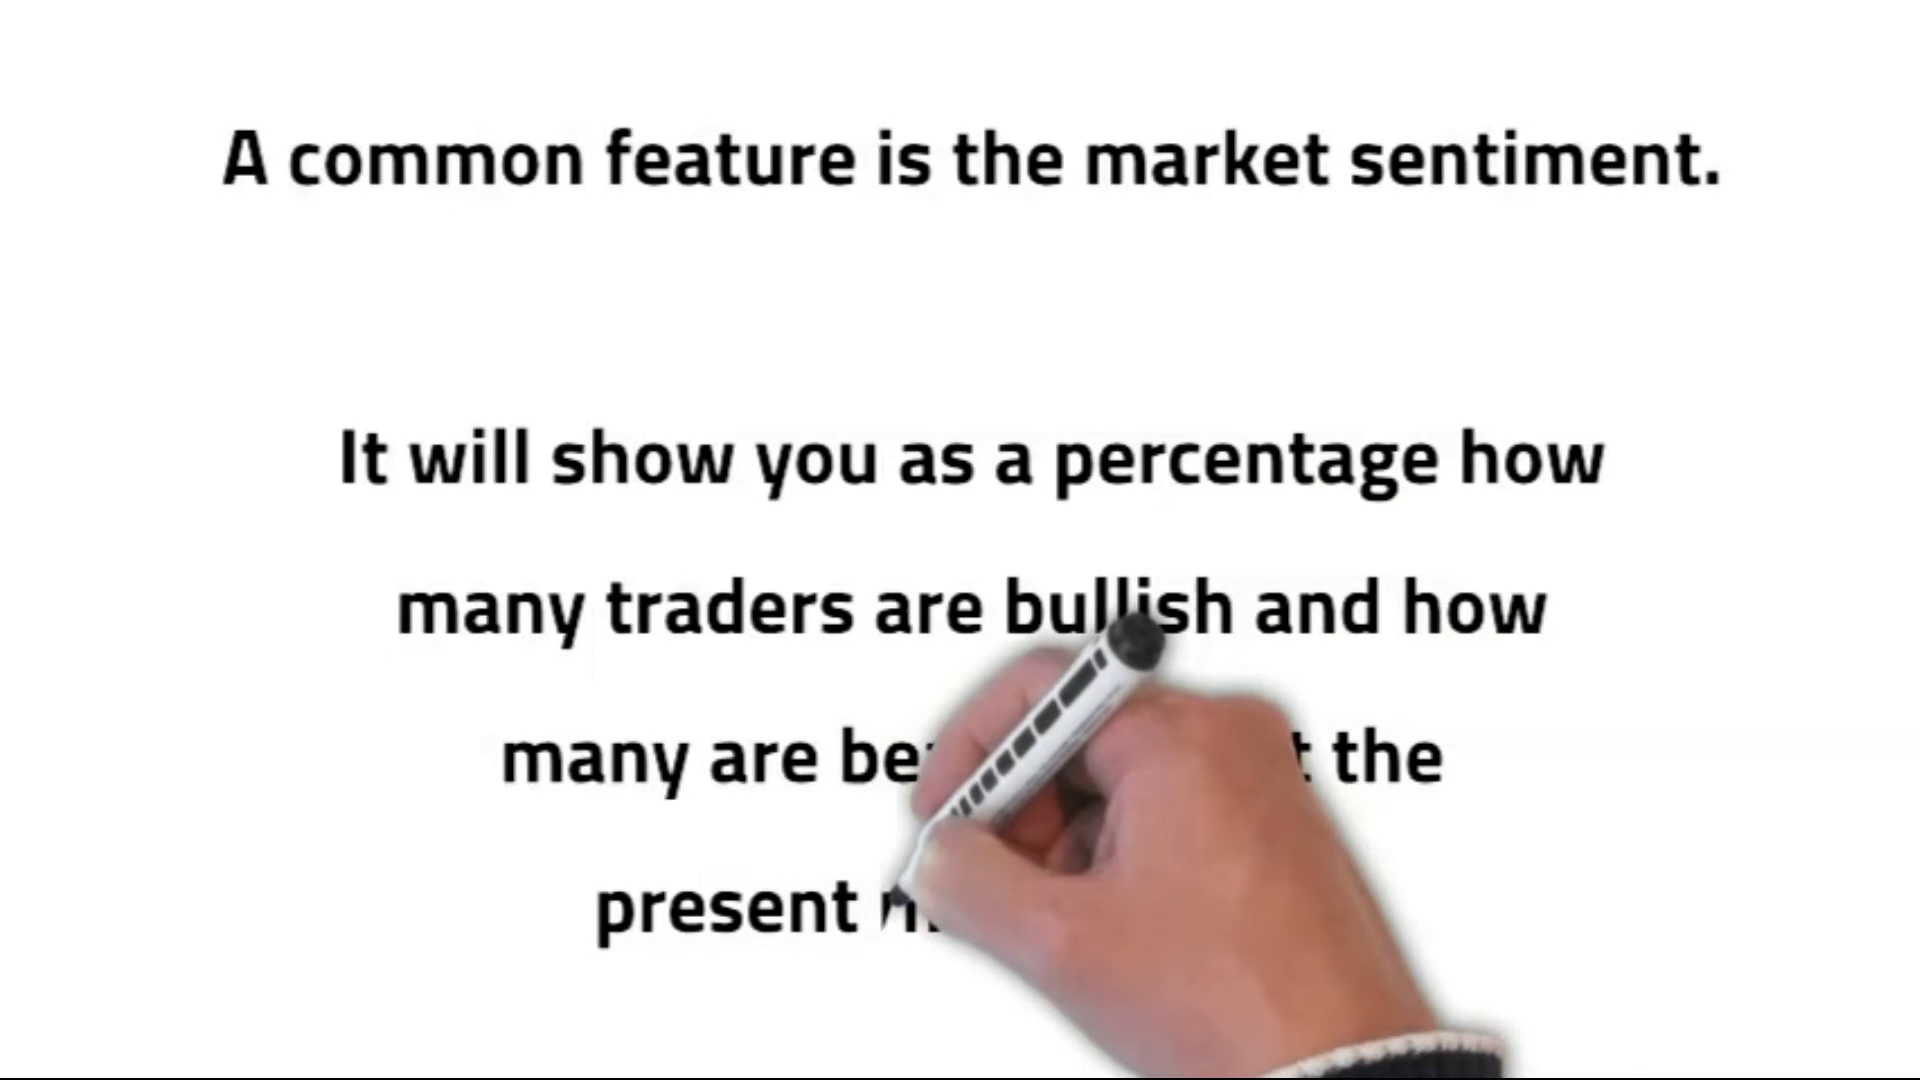 A common feature is the market sentiment.
It will show you as a percentage how
many traders are bullish and how
many are the
present